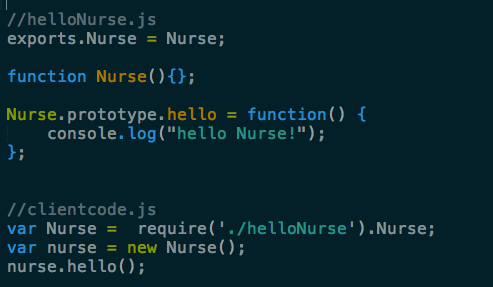 //helloNurse.js
exports.Nurse = Nurse;
function Nurse(){};
Nurse.prototype.hello = function() {
    console.log("hello Nurse!");
};
//clientcode.js
var Nurse =  require('./helloNurse').Nurse;
var nurse = new Nurse();
nurse.hello();